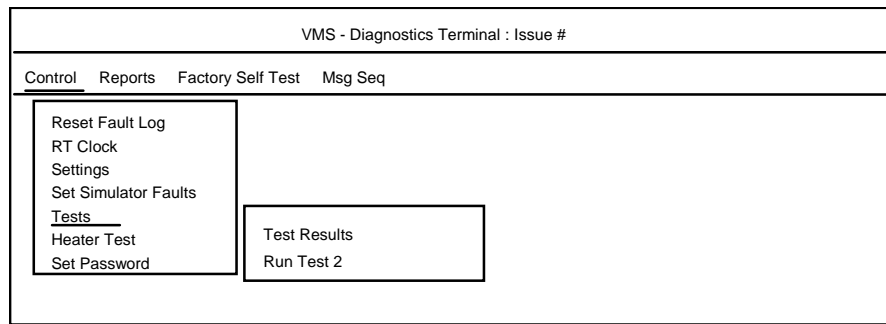 VMS - Diagnostics Terminal : Issue #
Control Reports Factory Self Test Msg Seq
Reset Fault Log
RT Clock
Settings
Set Simulator Faults
Tests
Heater Test
Set Password
Test Results
Run Test 2